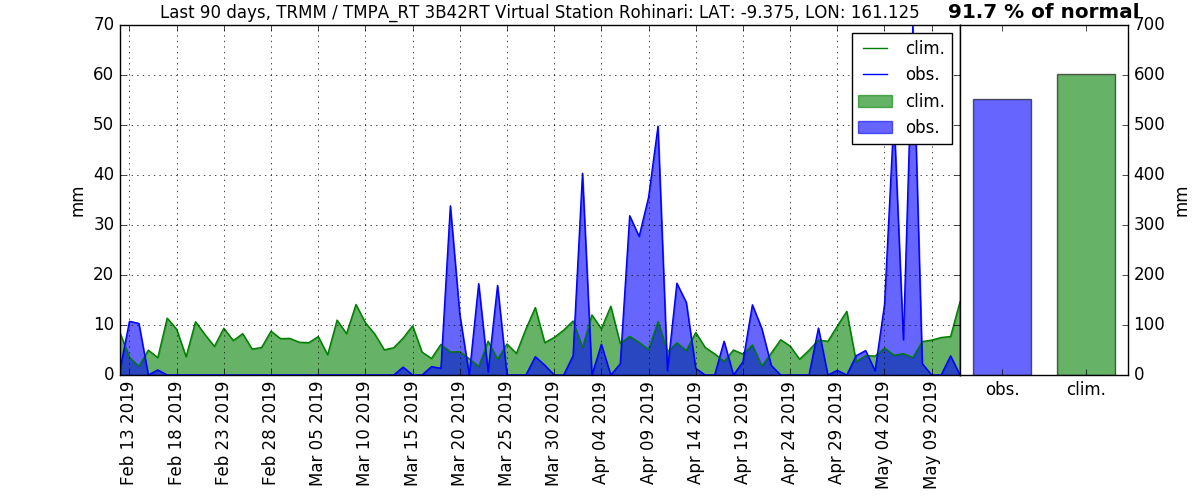 Last 90 days, TRMM / TMPA_RT 3B42RT Virtual Station Rohinari: LAT: -9.375, LON: 161.125
91.7 % of normal
70
60
50
40
30
20
10
0
mm
clim.
obs.
clim.
obs.
Feb 13 2019
Feb 18 2019
Feb 23 2019
Feb 28 2019
Mar 05 2019
Mar 10 2019
Mar 15 2019
Mar 20 2019
Mar 25 2019
Mar 30 2019
Apr 04 2019
Apr 09 2019
Apr 14 2019
Apr 19 2019
Apr 24 2019
Apr 29 2019
May 04 2019
May 09 2019
obs.
clim.
700
600
500
400
300
200
100
0
mm